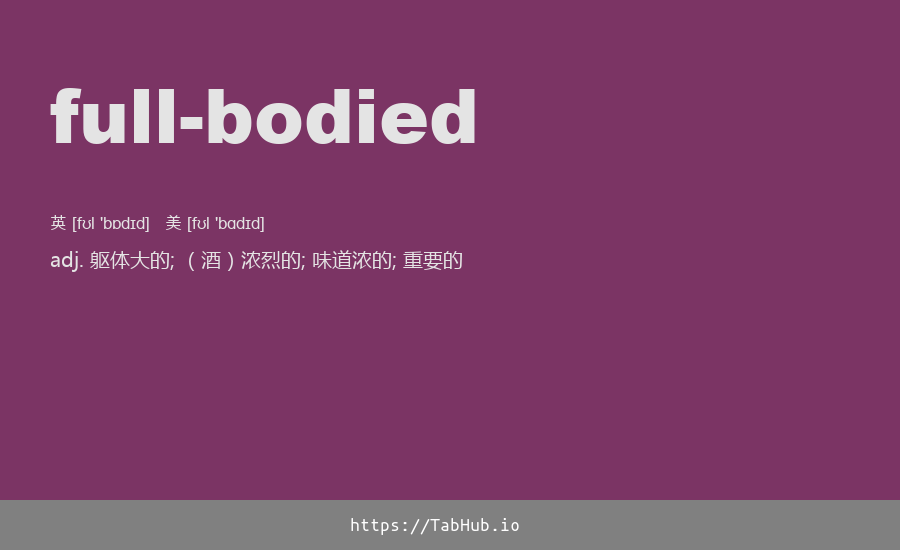 full-bodied
英 [fʊl 'bɒdɪd] 美 [fʊl 'bɑdɪd]
adj. 躯体大的; （酒）浓烈的; 味道浓的; 重要的
https://TabHub.io